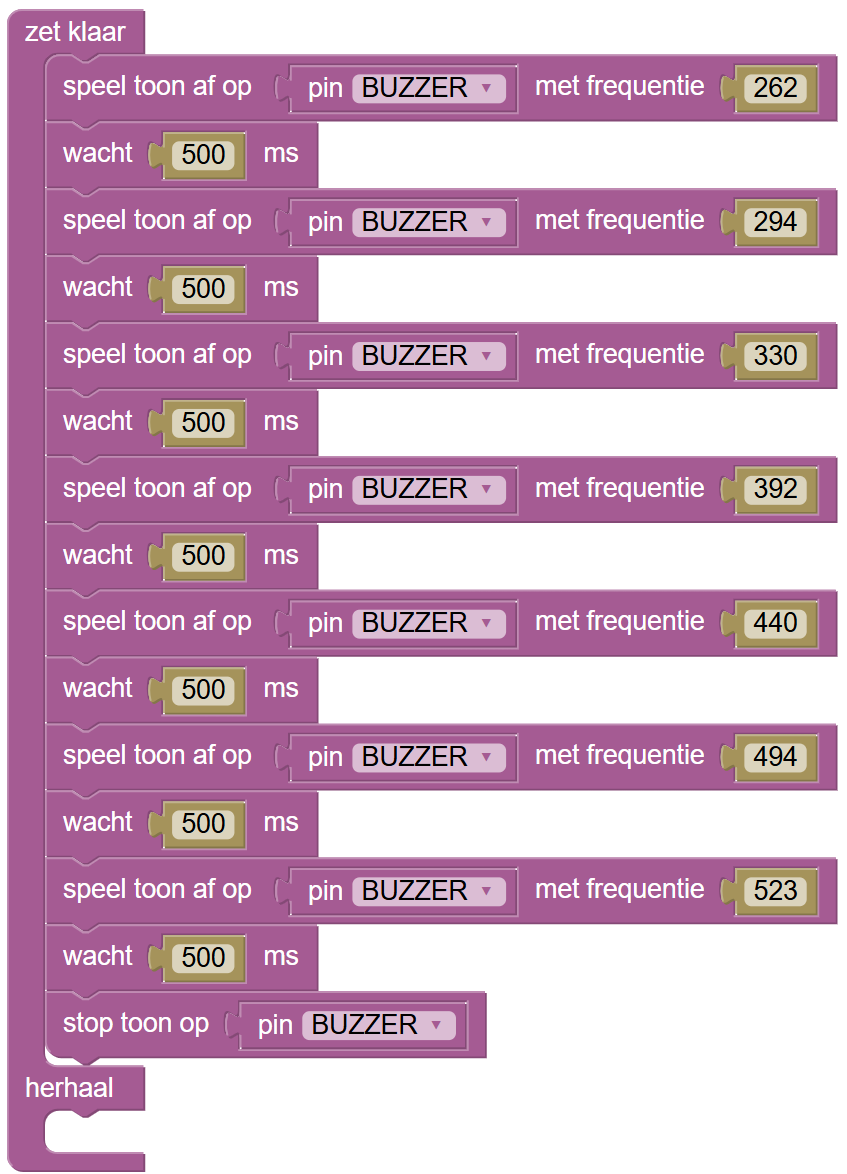 zet klaar
speel toon af op pin BUZZER met frequentie 262
wacht 500 ms
speel toon af op pin BUZZER met frequentie 294
wacht 500 ms
speel toon af op pin BUZZER met frequentie 330
wacht 500 ms
speel toon af op pin BUZZER met frequentie 392
wacht 500 ms
speel toon af op pin BUZZER met frequentie 440
wacht 500 ms
speel toon af op pin BUZZER met frequentie 494
wacht 500 ms
speel toon af op pin BUZZER met frequentie 523
wacht 500 ms
stop toon op pin BUZZER
herhaal